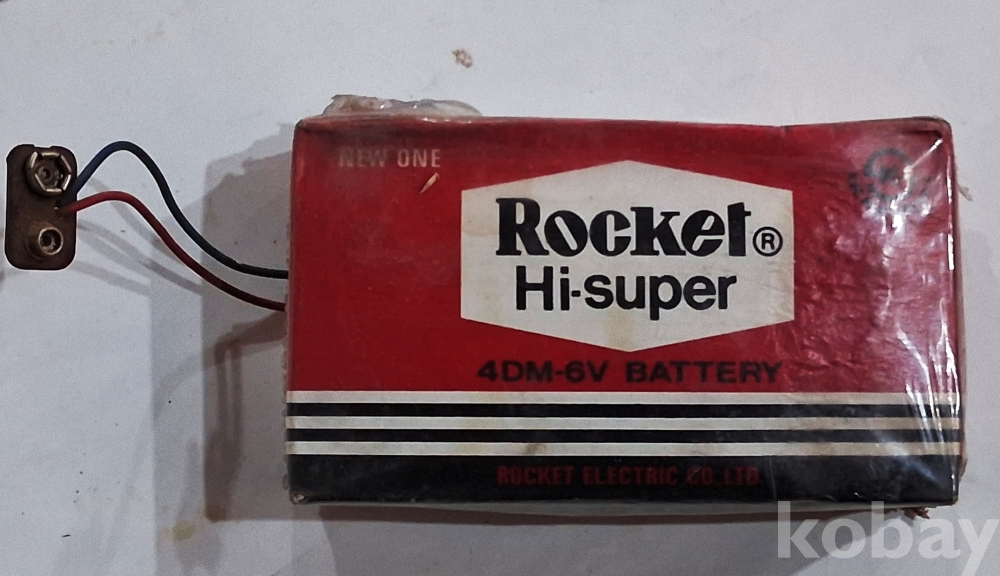 NEW ONE
Rocket®
Hi-super
4DM-6V BATTERY
ROCKET ELECTRIC CO.,LTD.
kobay